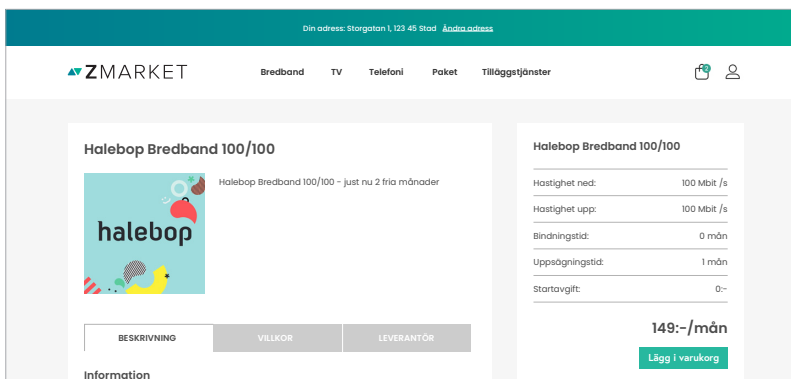 Din adress: Storgatan 1, 123 45 Stad Ändra adress
ZMARKET
Bredband TV Telefoni Paket Tilläggstjänster
2
Halebop Bredband 100/100
halebop
Halebop Bredband 100/100 - just nu 2 fria månader
BESKRIVNING VILLKOR LEVERANTÖR
Information
Halebop Bredband 100/100
Hastighet ned: 100 Mbit /s
Hastighet upp: 100 Mbit /s
Bindningstid: 0 mån
Uppsägningstid: 1 mån
Startavgift: 0:-
149:-/mån
Lägg i varukorg